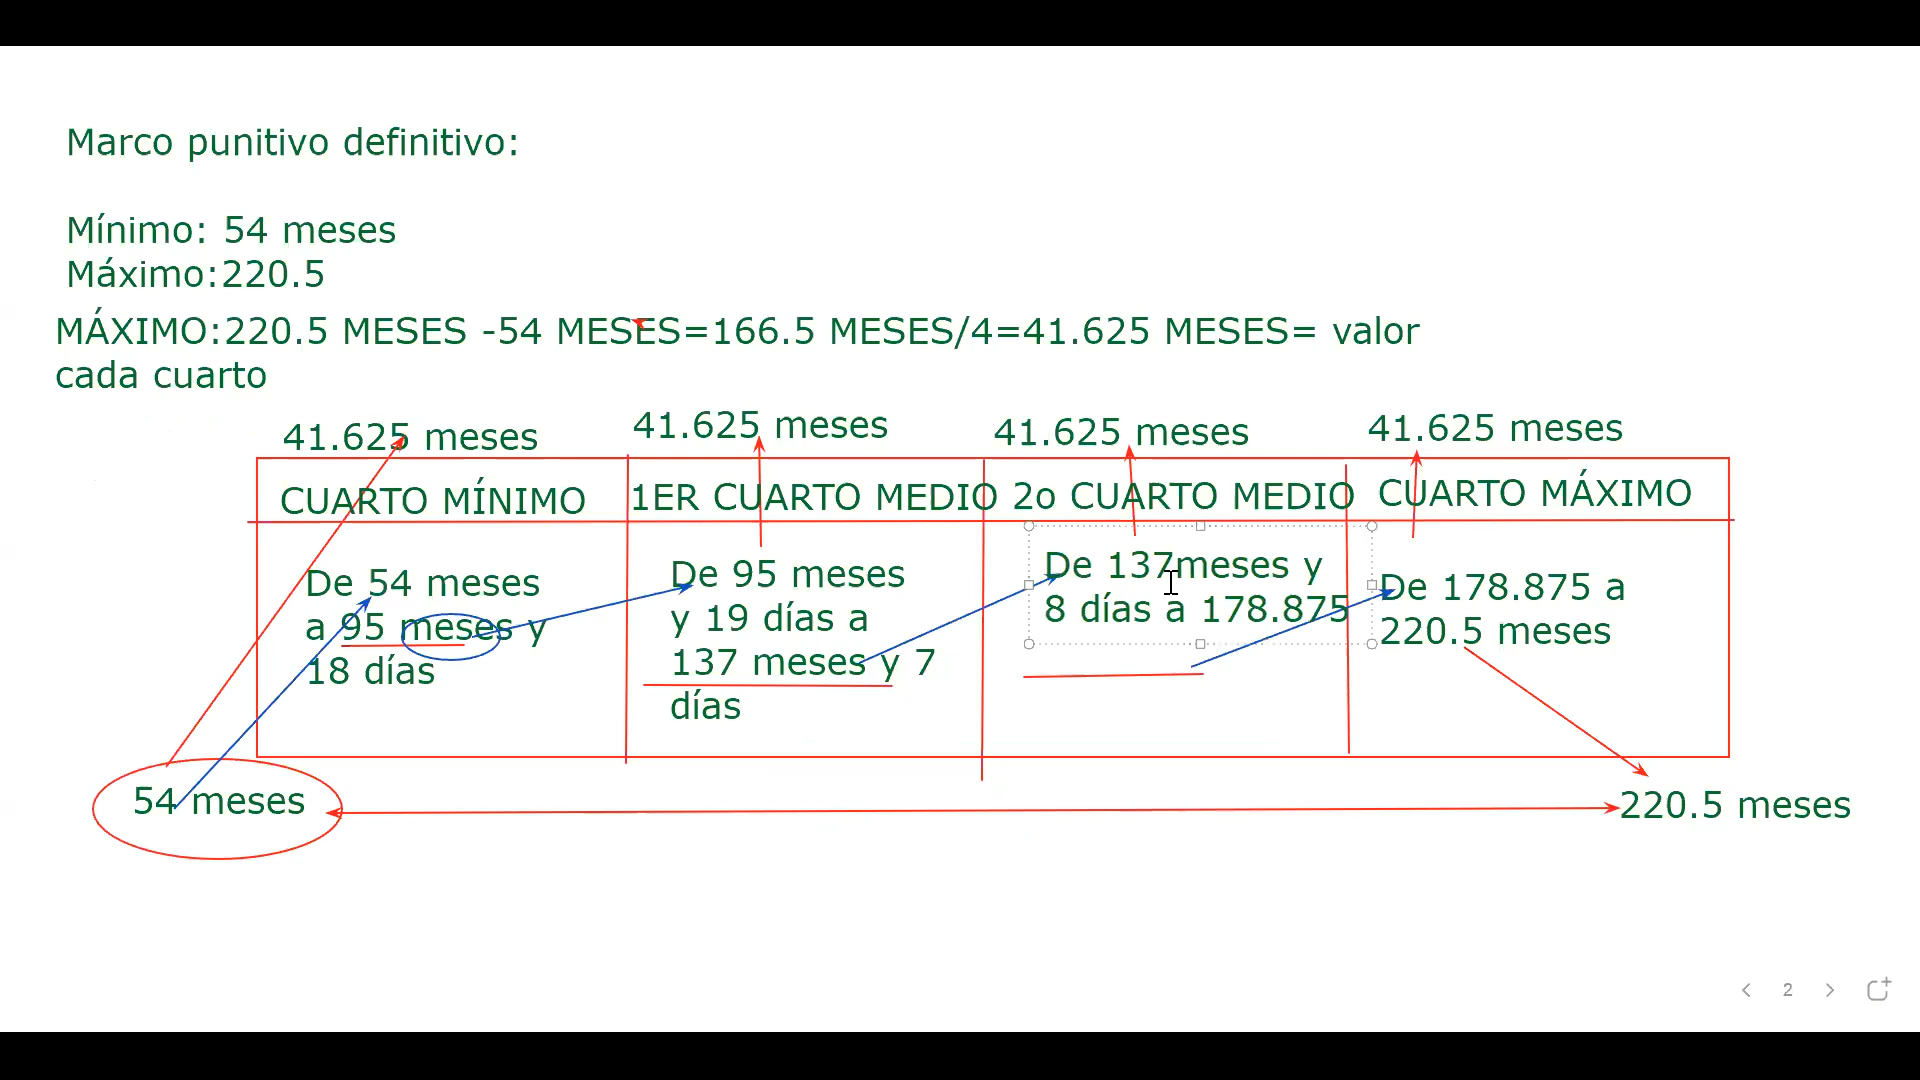 Marco punitivo definitivo:
Mínimo: 54 meses
Máximo:220.5
MÁXIMO:220.5 MESES -54 MESES=166.5 MESES/4=41.625 MESES= valor
cada cuarto
41.625 meses
41.625 meses
41.625 meses
41.625 meses
CUARTO MÍNIMO
1ER CUARTO MEDIO
2o CUARTO MEDIO
CUARTO MÁXIMO
De 54 meses
a 95 meses y
18 días
De 95 meses
y 19 días a
137 meses y 7
días
De 137meses y
8 días a 178.875
De 178.875 a
220.5 meses
54 meses
220.5 meses
2